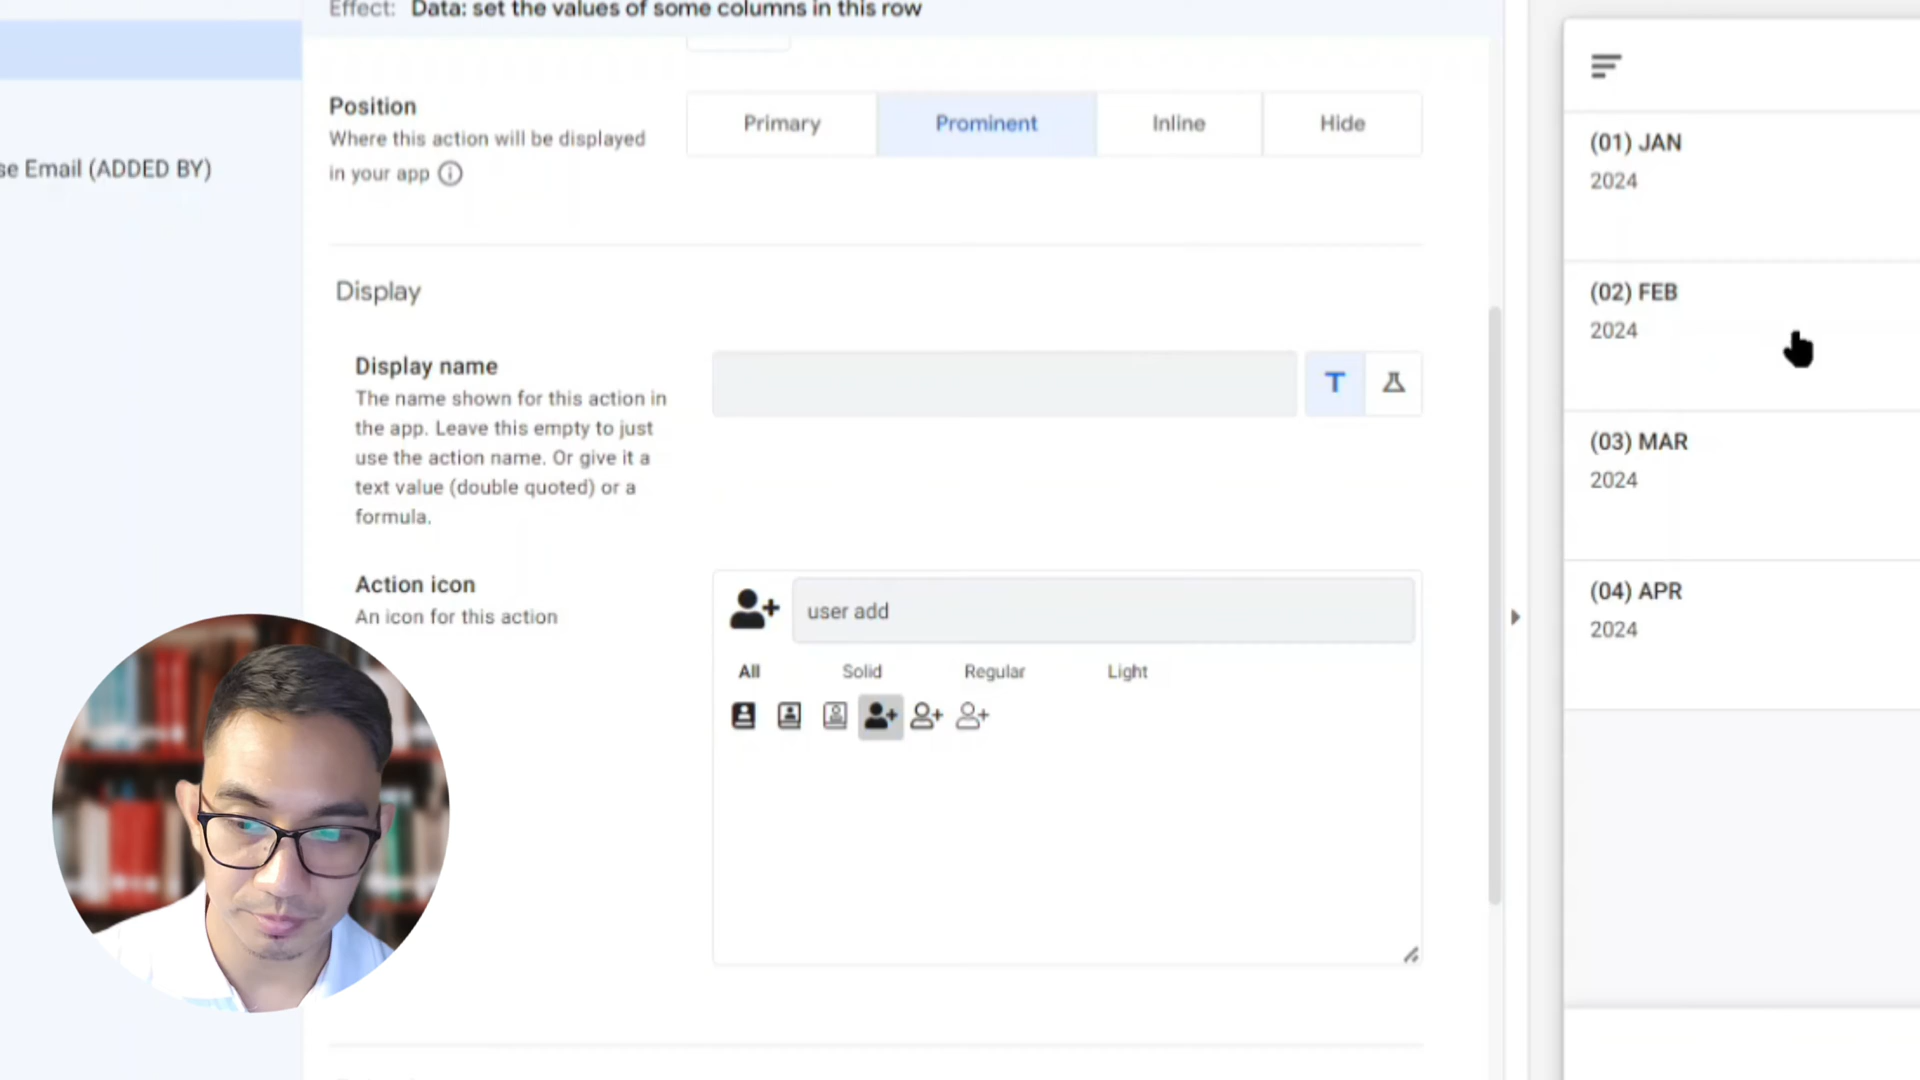 Effect: Data: set the values of some columns in this row
se Email (ADDED BY)
Position
Where this action will be displayed
in your app
Primary
Prominent
Inline
Hide
Display
Display name
The name shown for this action in
the app. Leave this empty to just
use the action name. Or give it a
text value (double quoted) or a
formula.
T
Action icon
An icon for this action
user add
All
Solid
Regular
Light
(01) JAN
2024
(02) FEB
2024
(03) MAR
2024
(04) APR
2024